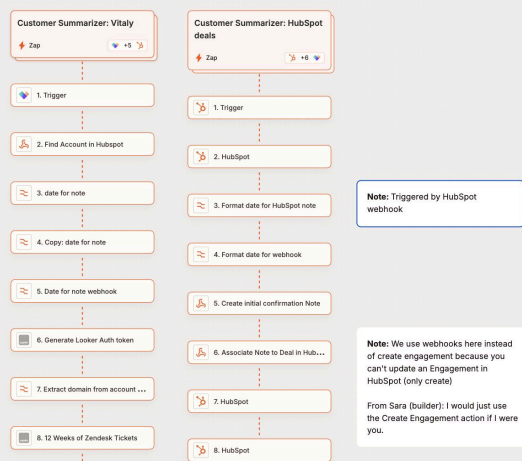 Customer Summarizer: Vitaly
Zap
+5
1. Trigger
2. Find Account in Hubspot
3. date for note
4. Copy: date for note
5. Date for note webhook
6. Generate Looker Auth token
7. Extract domain from account ...
8. 12 Weeks of Zendesk Tickets
Customer Summarizer: HubSpot
deals
Zap
+6
1. Trigger
2. HubSpot
3. Format date for HubSpot note
4. Format date for webhook
5. Create initial confirmation Note
6. Associate Note to Deal in Hub...
7. HubSpot
8. HubSpot
Note: Triggered by HubSpot
webhook
Note: We use webhooks here instead
of create engagement because you
can't update an Engagement in
HubSpot (only create)
From Sara (builder): I would just use
the Create Engagement action if I were
you.